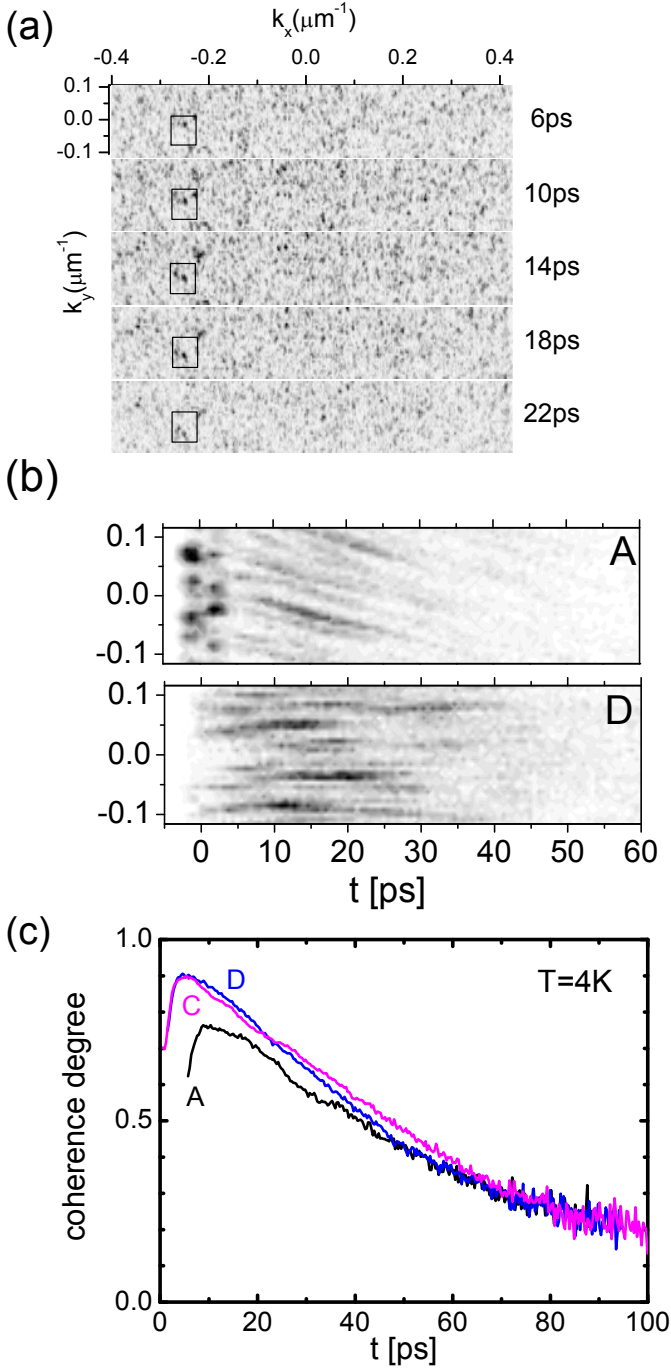 (a)
k_x(μm⁻¹)
-0.4 -0.2 0.0 0.2 0.4
0.1
0.0
-0.1
k_y(μm⁻¹)
6ps
10ps
14ps
18ps
22ps
(b)
0.1
0.0
-0.1
A
0.1
0.0
-0.1
D
0 10 20 30 40 50 60
t [ps]
(c)
1.0
0.5
0.0
coherence degree
D
C
A
T=4K
0 20 40 60 80 100
t [ps]